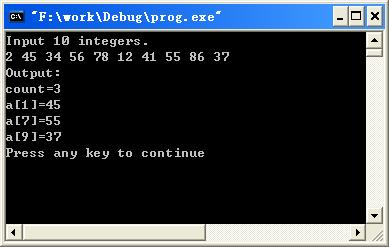 "F:\work\Debug\prog.exe"
Input 10 integers.
2 45 34 56 78 12 41 55 86 37
Output:
count=3
a[1]=45
a[7]=55
a[9]=37
Press any key to continue